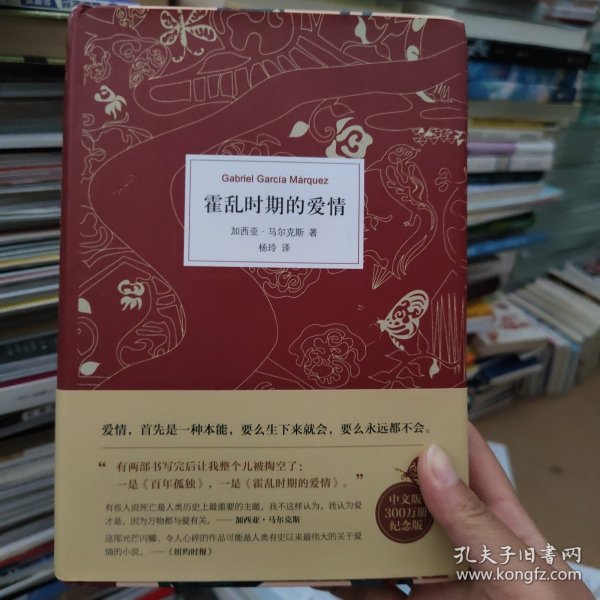 Gabriel García Márquez
霍乱时期的爱情
加西亚·马尔克斯 著
杨玲 译
爱情，首先是一种本能，要么生下来就会，要么永远都不会。
“有两部书写完后让我整个儿被掏空了：
一是《百年孤独》，一是《霍乱时期的爱情》。”
有些人说死亡是人类历史上最重要的主题，我不这样认为，我认为爱
才是，因为万物都与爱有关。——加西亚·马尔克斯
这部光芒闪耀、令人心碎的作品可能是人类有史以来最伟大的关于爱
情的小说。——《纽约时报》
中文版
300万册
纪念版
孔夫子旧书网
www.kongfz.com